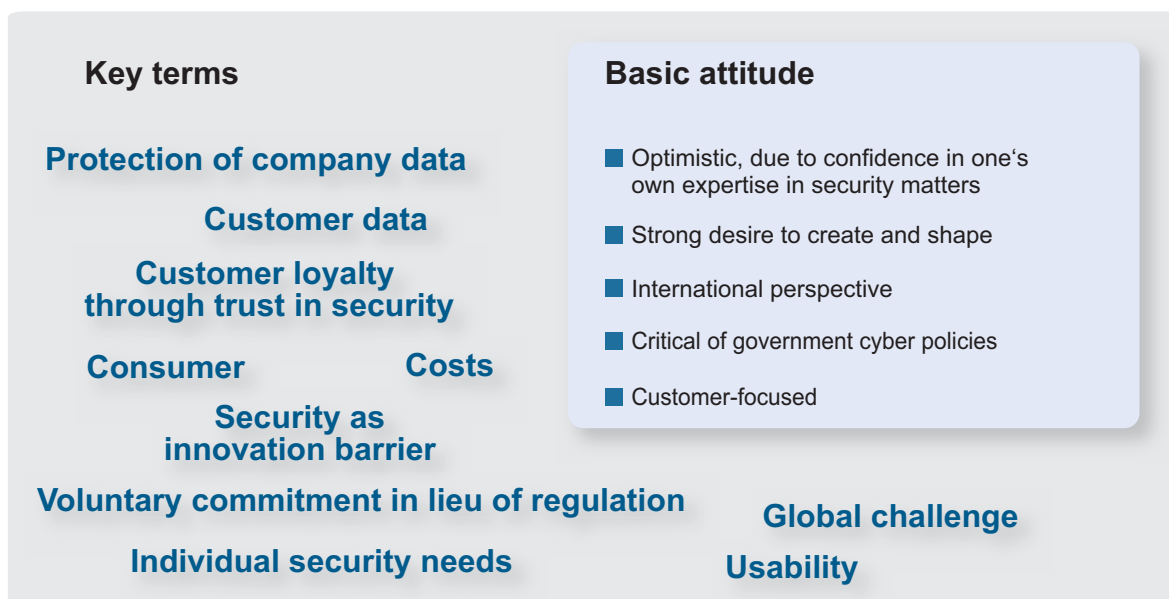 Key terms
Protection of company data
Customer data
Customer loyalty
through trust in security
Consumer
Costs
Security as
innovation barrier
Voluntary commitment in lieu of regulation
Global challenge
Individual security needs
Usability
Basic attitude
Optimistic, due to confidence in one‘s
own expertise in security matters
Strong desire to create and shape
International perspective
Critical of government cyber policies
Customer-focused